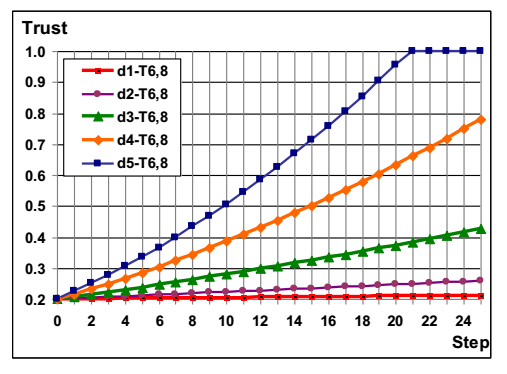 Trust
1.0
0.9
0.8
0.7
0.6
0.5
0.4
0.3
0.2
d1-T6,8
d2-T6,8
d3-T6,8
d4-T6,8
d5-T6,8
0 2 4 6 8 10 12 14 16 18 20 22 24
Step